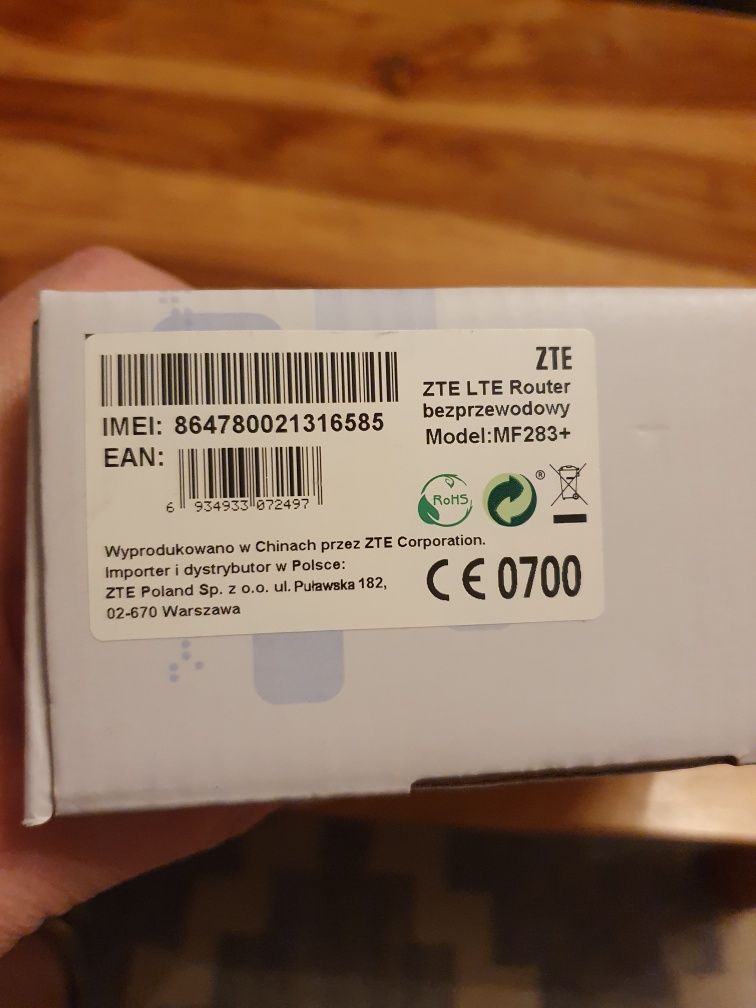 ZTE
ZTE LTE Router
bezprzewodowy
Model:MF283+
IMEI: 864780021316585
EAN:
6 934933 072497
RoHS
®
Wyprodukowano w Chinach przez ZTE Corporation.
Importer i dystrybutor w Polsce:
ZTE Poland Sp. z o.o. ul. Puławska 182,
02-670 Warszawa
CE 0700